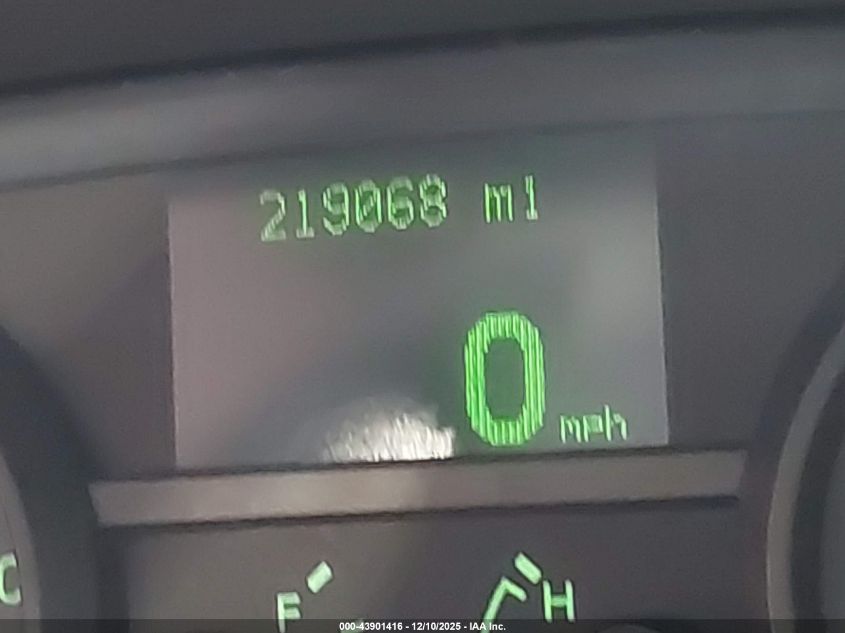 219068 mi
0 mph
C F H
000-43901416 - 12/10/2025 - IAA Inc.